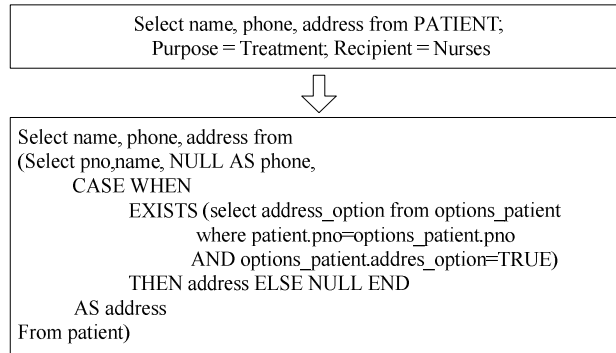 Select name, phone, address from PATIENT;
Purpose = Treatment; Recipient = Nurses
Select name, phone, address from
(Select pno,name, NULL AS phone,
CASE WHEN
EXISTS (select address_option from options_patient
where patient.pno=options_patient.pno
AND options_patient.addres_option=TRUE)
THEN address ELSE NULL END
AS address
From patient)